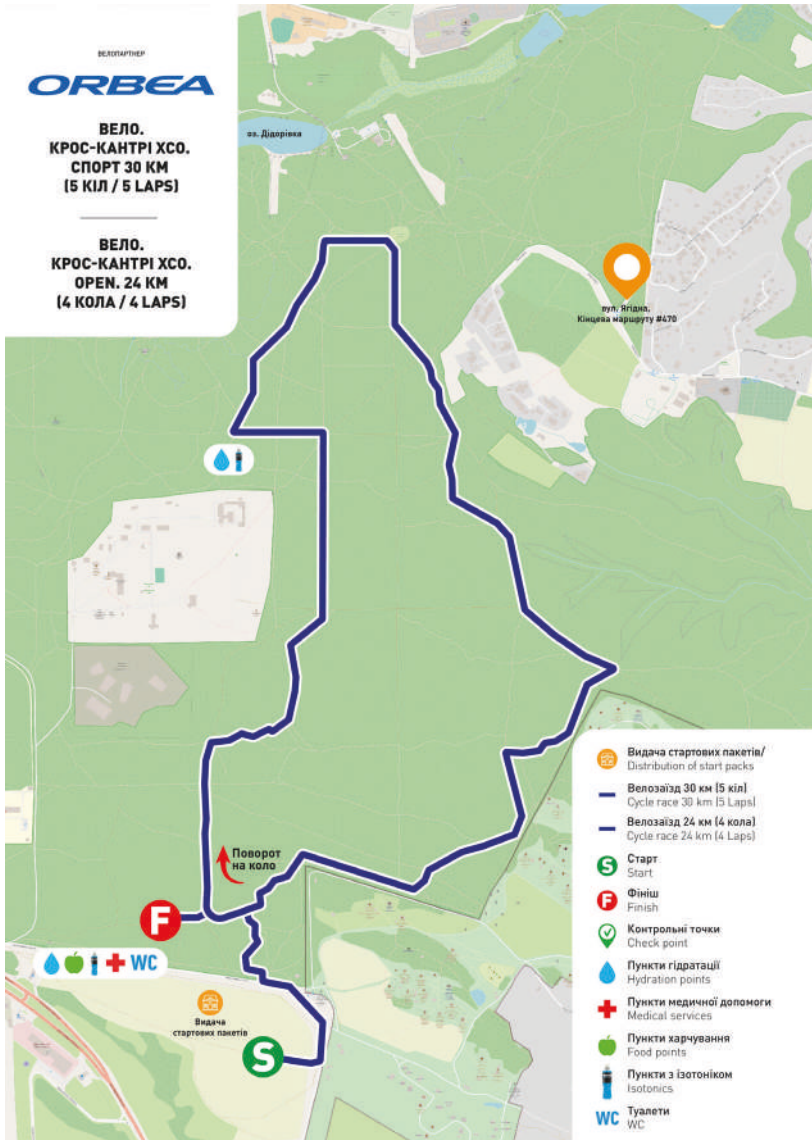 ВЕЛОПАРТНЕР
ORBEA
ВЕЛО.
КРОС-КАНТРІ ХСО.
СПОРТ 30 КМ
(5 КІЛ / 5 LAPS)
ВЕЛО.
КРОС-КАНТРІ ХСО.
OPEN. 24 КМ
(4 КОЛА / 4 LAPS)
оз. Дідорівка
вул. Ягідна,
Кінцева маршруту #470
Поворот
на коло
F
WC
Видача
стартових пакетів
S
Видача стартових пакетів/
Distribution of start packs
Велозаїзд 30 км (5 кіл)
Cycle race 30 km (5 Laps)
Велозаїзд 24 км (4 кола)
Cycle race 24 km (4 Laps)
S
Старт
Start
F
Фініш
Finish
Контрольні точки
Check point
Пункти гідратації
Hydration points
Пункти медичної допомоги
Medical services
Пункти харчування
Food points
Пункти з ізотоніком
Isotonics
WC
Туалети
WC